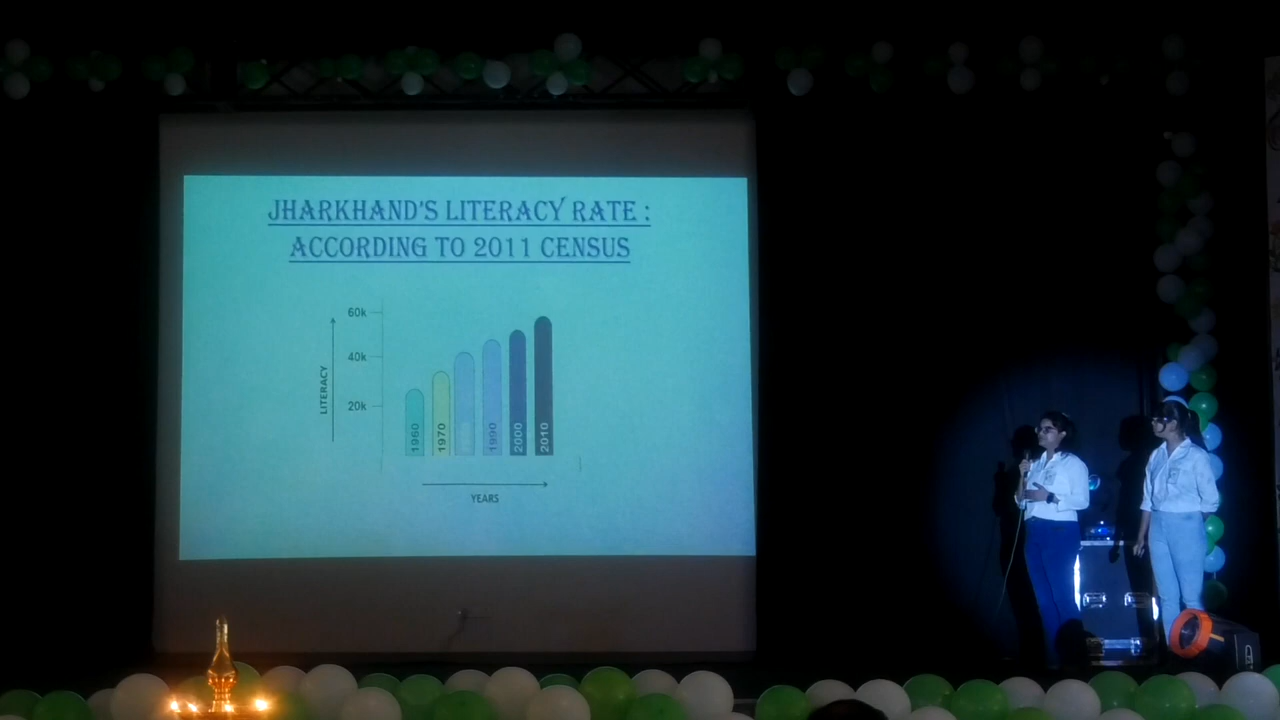 JHARKHAND'S LITERACY RATE :
ACCORDING TO 2011 CENSUS
60k
40k
20k
LITERACY
1960
1970
1990
2000
2010
YEARS